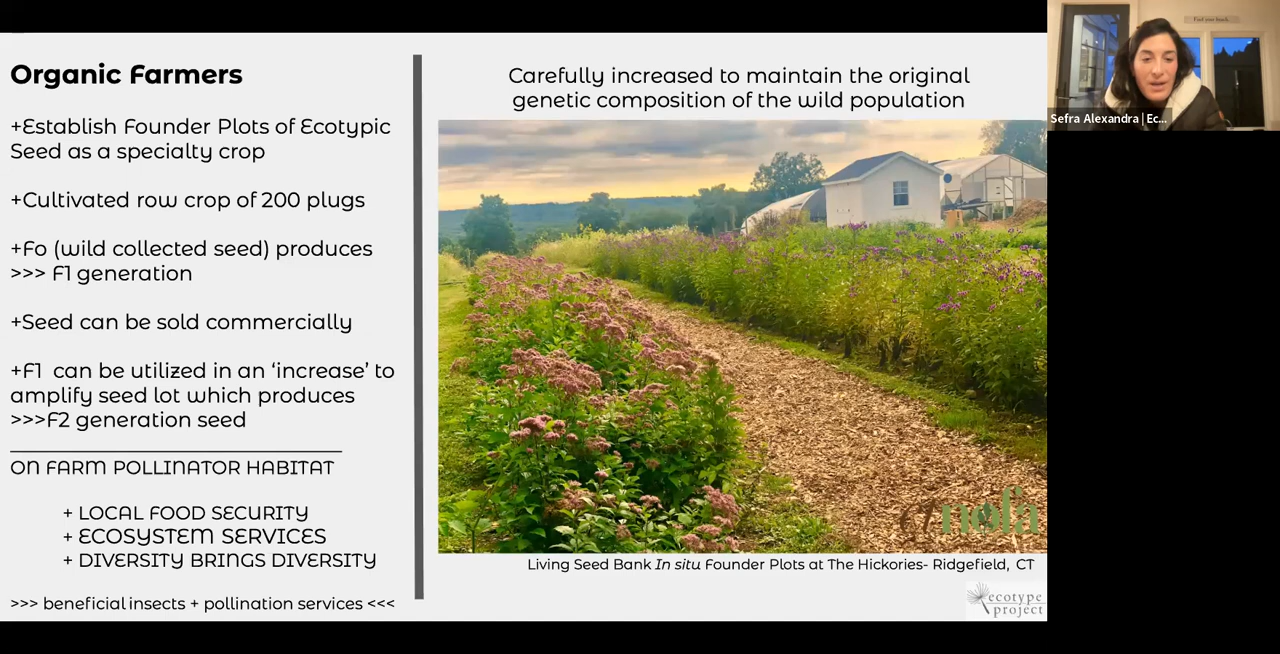 Organic Farmers
+Establish Founder Plots of Ecotypic
Seed as a specialty crop
+Cultivated row crop of 200 plugs
+Fo (wild collected seed) produces
>>> F1 generation
+Seed can be sold commercially
+F1 can be utilized in an ‘increase’ to
amplify seed lot which produces
>>>F2 generation seed
ON FARM POLLINATOR HABITAT
+ LOCAL FOOD SECURITY
+ ECOSYSTEM SERVICES
+ DIVERSITY BRINGS DIVERSITY
>>> beneficial insects + pollination services <<<
Carefully increased to maintain the original
genetic composition of the wild population
ctnofa
Living Seed Bank In situ Founder Plots at The Hickories- Ridgefield, CT
ecotype
project
Sefra Alexandra | Ec...